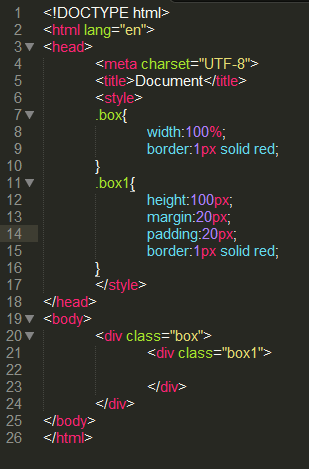 1 <!DOCTYPE html>
2 <html lang="en">
3 <head>
4 <meta charset="UTF-8">
5 <title>Document</title>
6 <style>
7 .box{
8 width:100%;
9 border:1px solid red;
10 }
11 .box1{
12 height:100px;
13 margin:20px;
14 padding:20px;
15 border:1px solid red;
16 }
17 </style>
18 </head>
19 <body>
20 <div class="box">
21 <div class="box1">
22
23 </div>
24 </div>
25 </body>
26 </html>